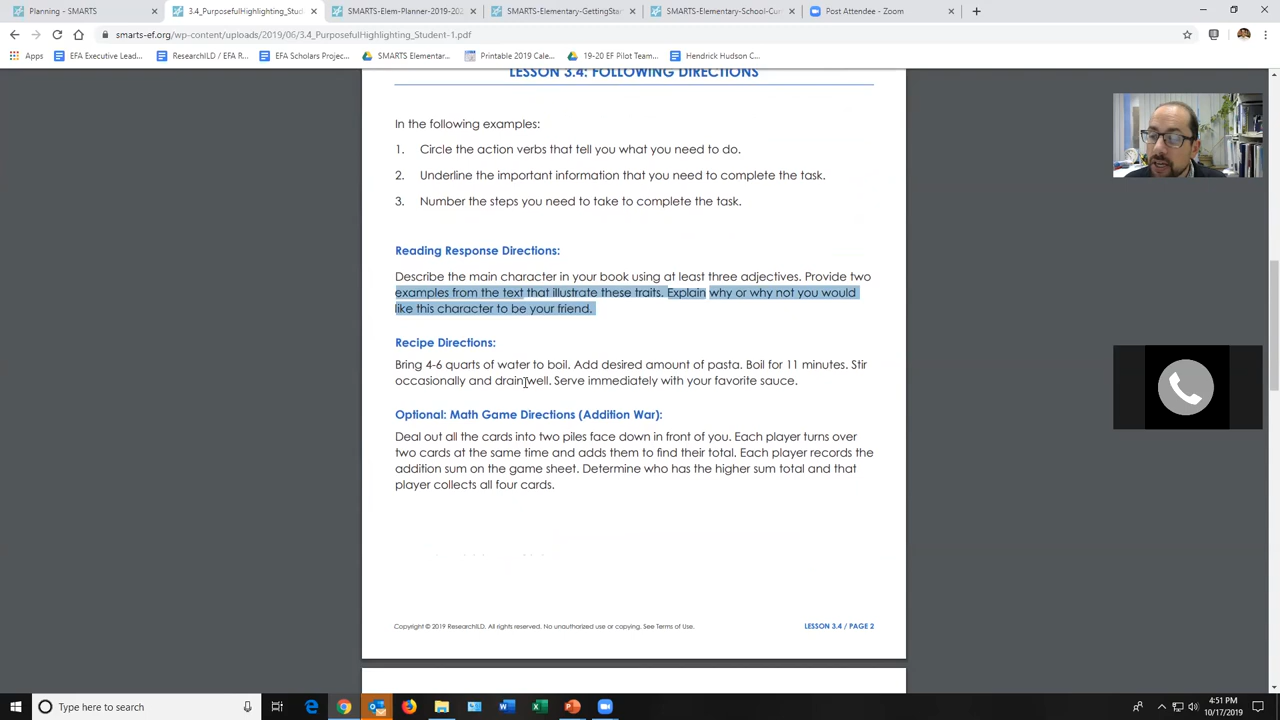 Planning - SMARTS
3.4_PurposefulHighlighting_Stud
SMARTS-Elem-Planner-2019-202
SMARTS-Elementary-GettingStar
SMARTS-Elementary-School-Cur
Post Attendee - Zoom
smarts-ef.org/wp-content/uploads/2019/06/3.4_PurposefulHighlighting_Student-1.pdf
Apps
EFA Executive Lead...
ResearchILD / EFA R...
EFA Scholars Projec...
SMARTS Elementar...
Printable 2019 Cale...
19-20 EF Pilot Team...
Hendrick Hudson C...
LESSON 3.4: FOLLOWING DIRECTIONS
In the following examples:
1. Circle the action verbs that tell you what you need to do.
2. Underline the important information that you need to complete the task.
3. Number the steps you need to take to complete the task.
Reading Response Directions:
Describe the main character in your book using at least three adjectives. Provide two
examples from the text that illustrate these traits. Explain why or why not you would
like this character to be your friend.
Recipe Directions:
Bring 4-6 quarts of water to boil. Add desired amount of pasta. Boil for 11 minutes. Stir
occasionally and drain well. Serve immediately with your favorite sauce.
Optional: Math Game Directions (Addition War):
Deal out all the cards into two piles face down in front of you. Each player turns over
two cards at the same time and adds them to find their total. Each player records the
addition sum on the game sheet. Determine who has the higher sum total and that
player collects all four cards.
Copyright © 2019 ResearchILD. All rights reserved. No unauthorized use or copying. See Terms of Use.
LESSON 3.4 / PAGE 2
Type here to search
4:51 PM
10/17/2019